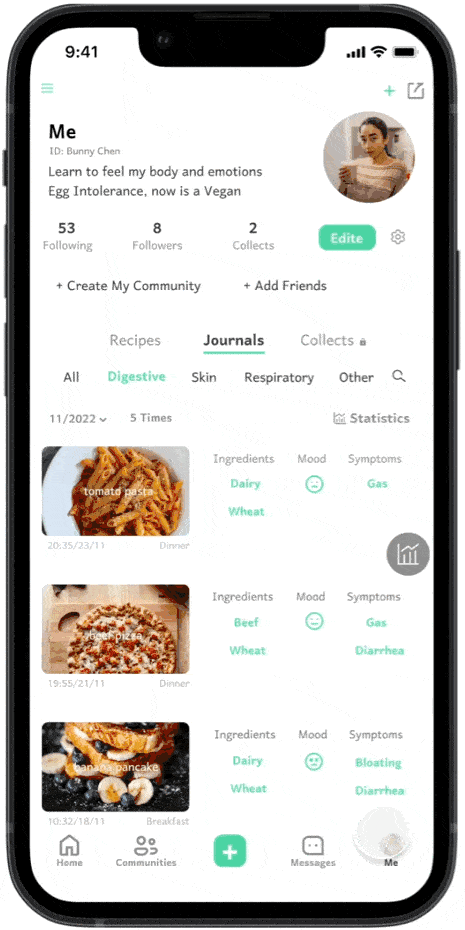 9:41
Me
ID: Bunny Chen
Learn to feel my body and emotions
Egg Intolerance, now is a Vegan
53 8 2
Following Followers Collects
Edite
+ Create My Community + Add Friends
Recipes Journals Collects
All Digestive Skin Respiratory Other
11/2022 5 Times Statistics
Ingredients Mood Symptoms
tomato pasta Dairy Gas
Wheat
20:35/23/11 Dinner
Ingredients Mood Symptoms
beef pizza Beef Gas
Wheat Diarrhea
19:55/21/11 Dinner
Ingredients Mood Symptoms
banana pancake Dairy Bloating
Wheat Diarrhea
10:32/18/11 Breakfast
Home Communities + Messages Me